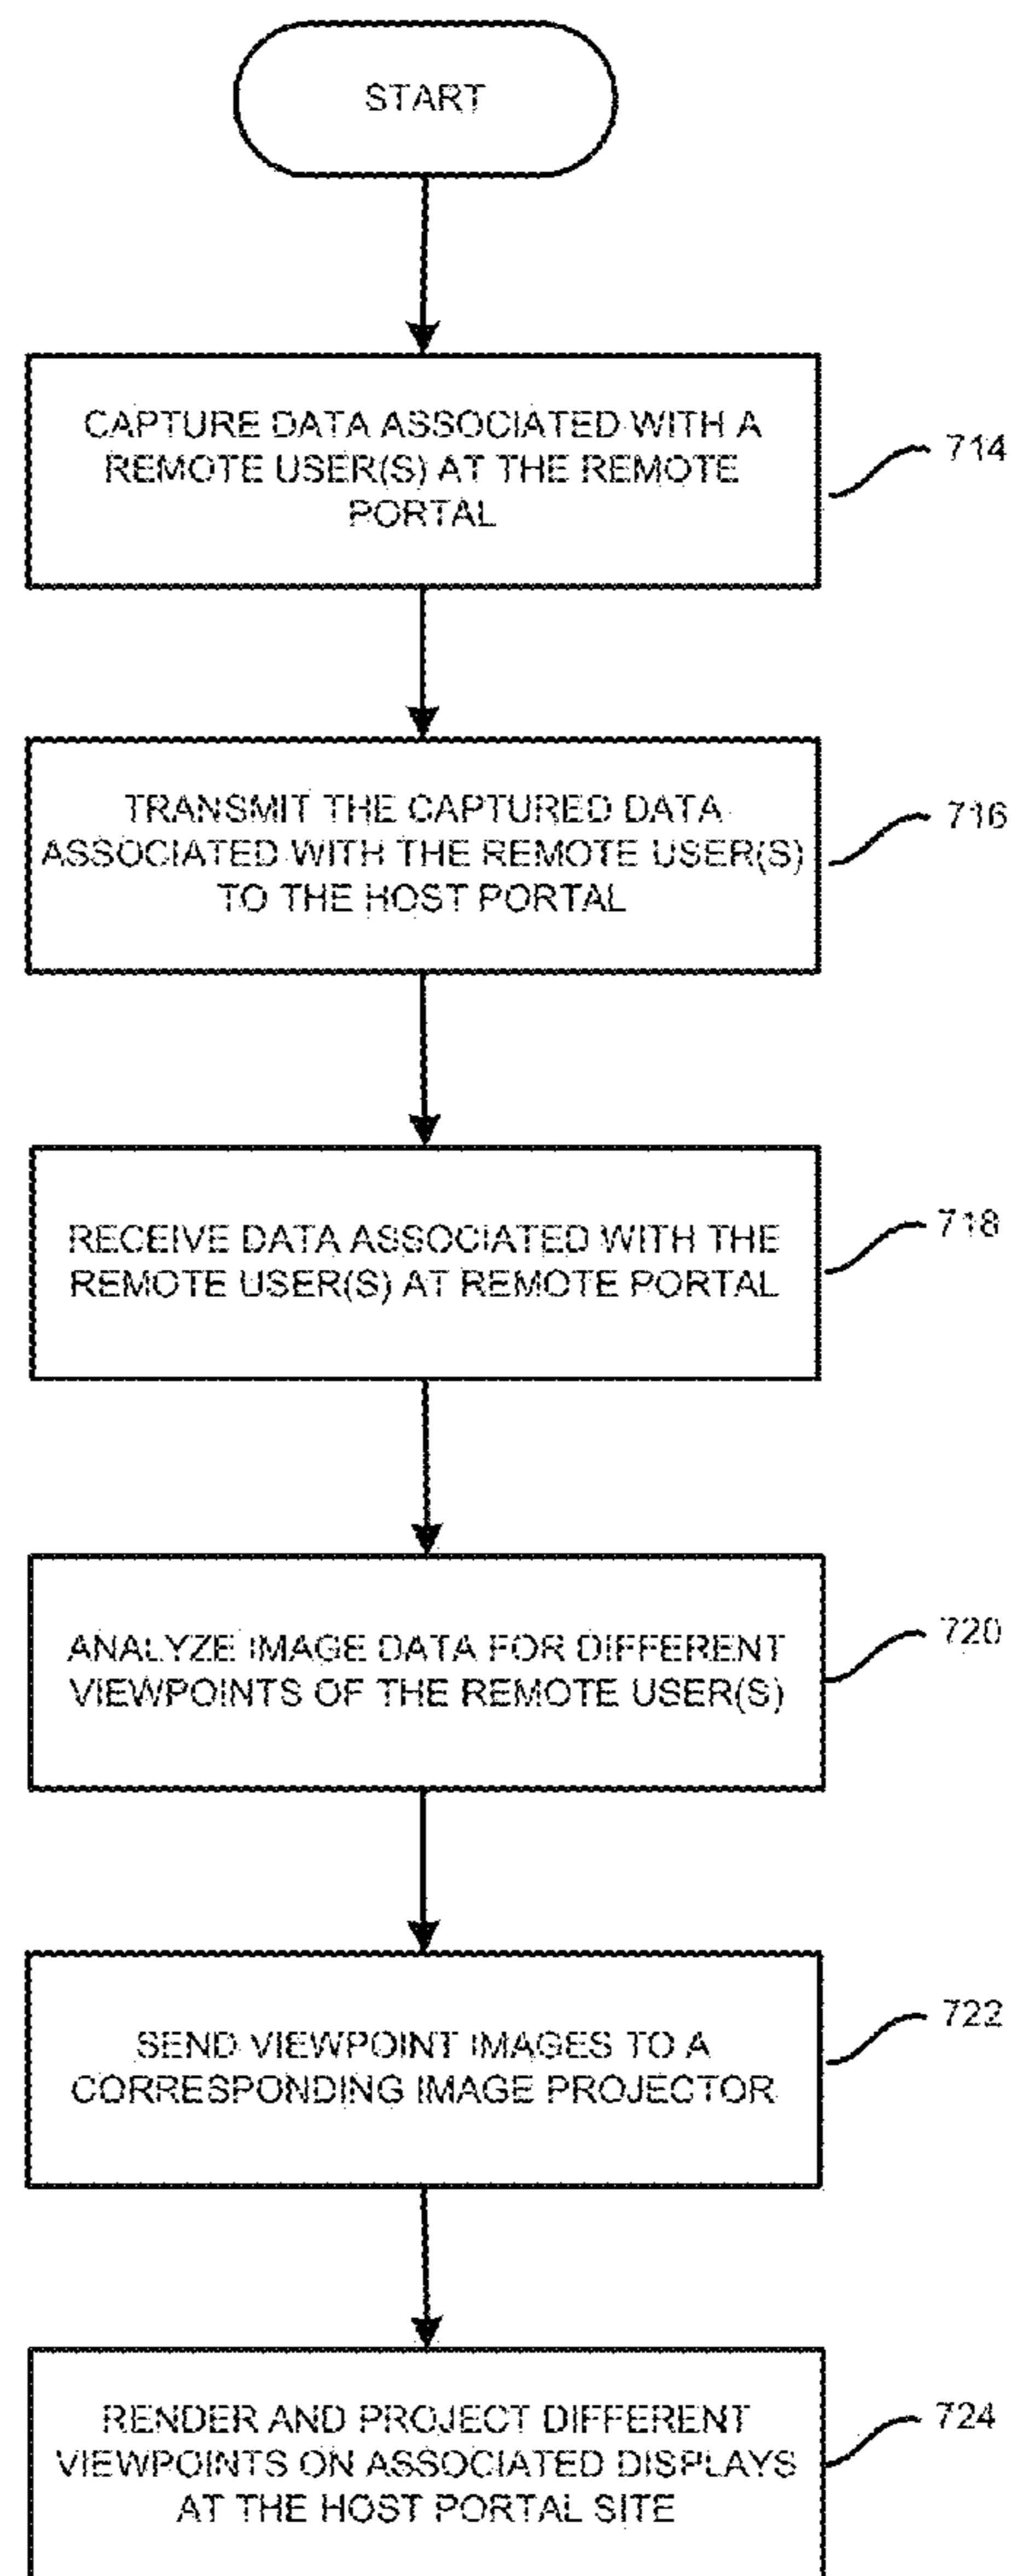 START
CAPTURE DATA ASSOCIATED WITH A
REMOTE USER(S) AT THE REMOTE
PORTAL
714
TRANSMIT THE CAPTURED DATA
ASSOCIATED WITH THE REMOTE USER(S)
TO THE HOST PORTAL
716
RECEIVE DATA ASSOCIATED WITH THE
REMOTE USER(S) AT REMOTE PORTAL
718
ANALYZE IMAGE DATA FOR DIFFERENT
VIEWPOINTS OF THE REMOTE USER(S)
720
SEND VIEWPOINT IMAGES TO A
CORRESPONDING IMAGE PROJECTOR
722
RENDER AND PROJECT DIFFERENT
VIEWPOINTS ON ASSOCIATED DISPLAYS
AT THE HOST PORTAL SITE
724